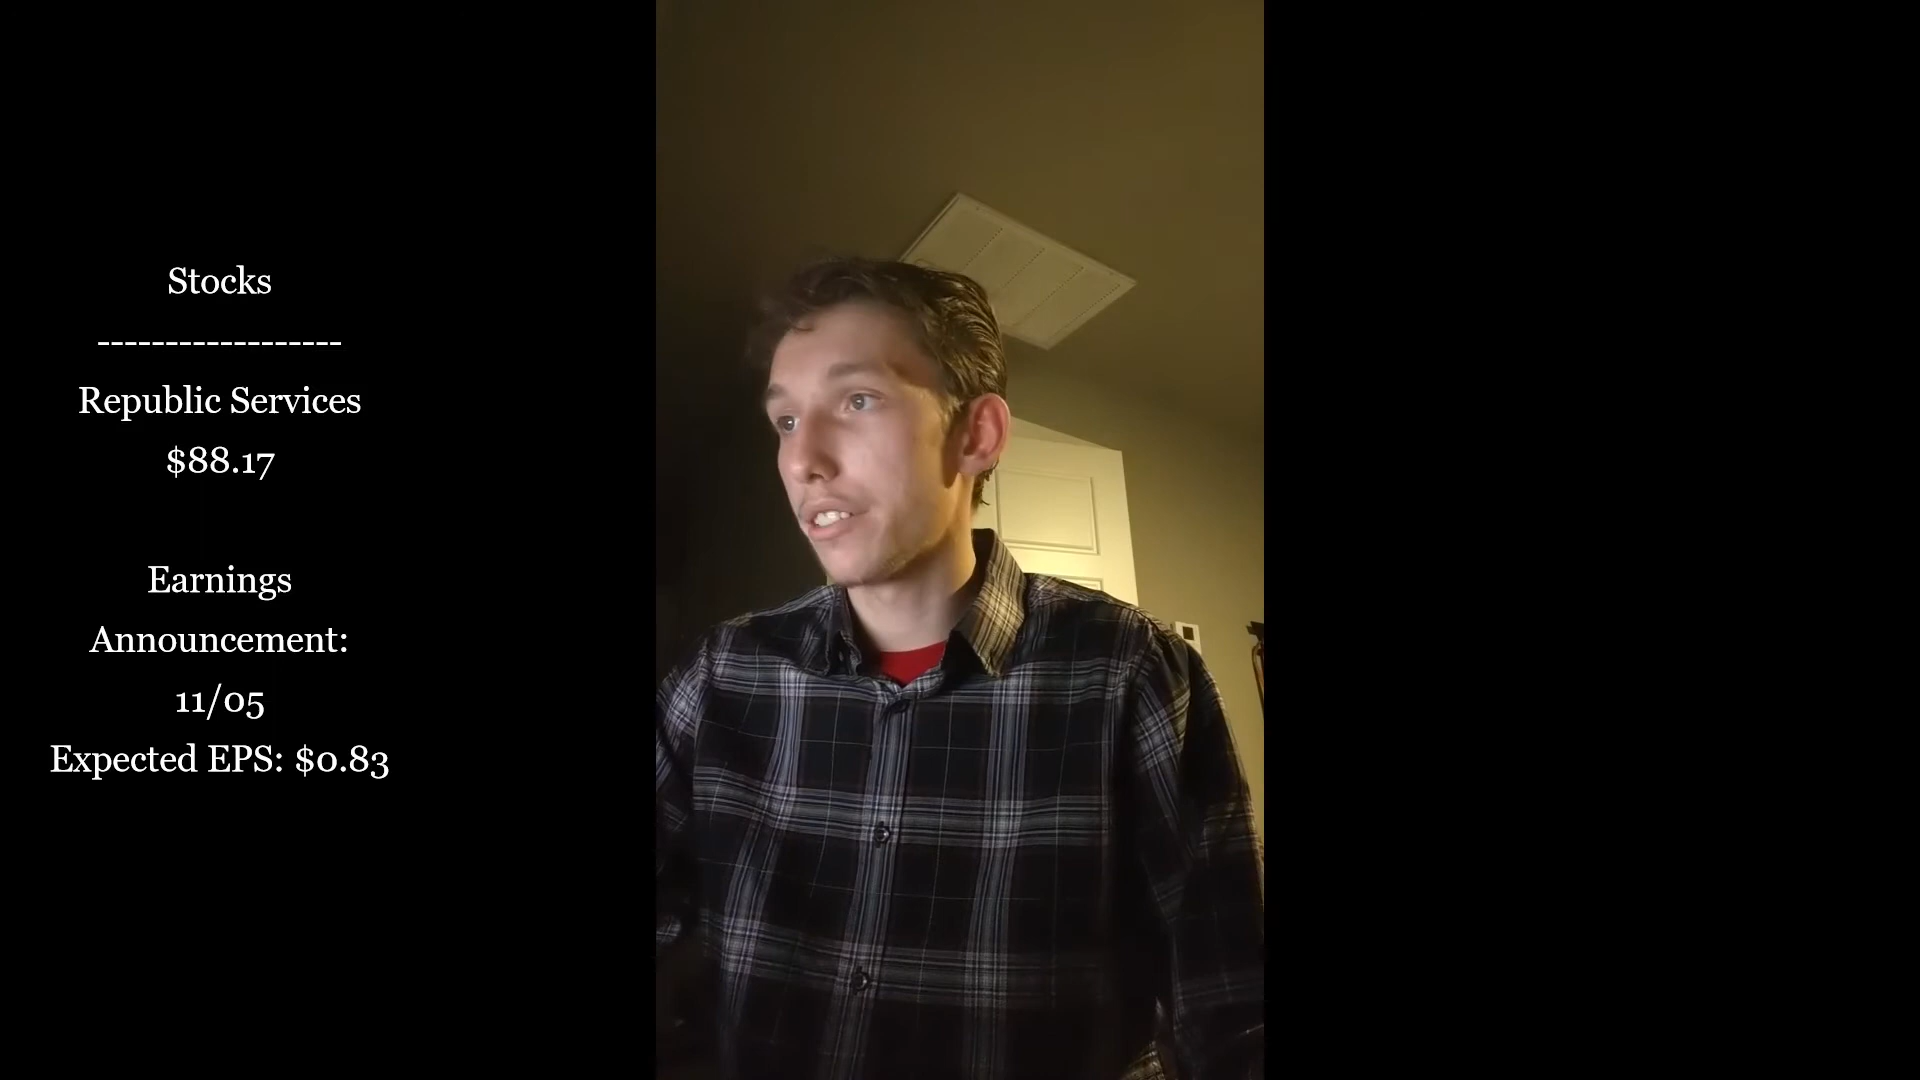 Stocks
------------------
Republic Services
$88.17
Earnings
Announcement:
11/05
Expected EPS: $0.83